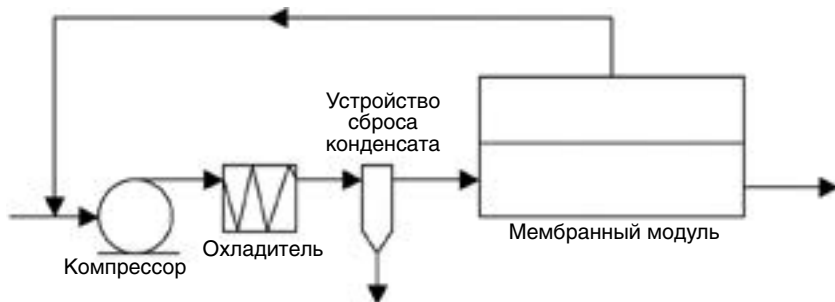 Устройство
сброса
конденсата
Компрессор
Охладитель
Мембранный модуль